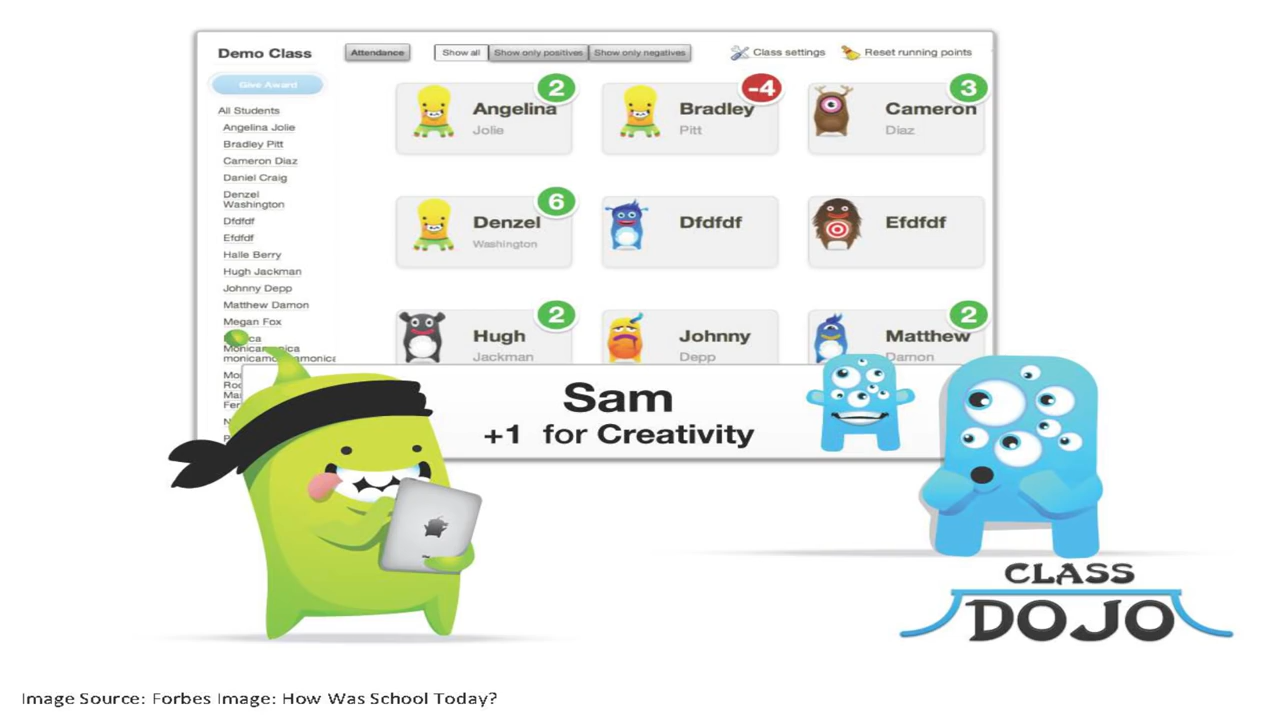 Demo Class
Attendance
Show all
Show only positives
Show only negatives
Class settings
Reset running points
Give Award
All Students
Angelina Jolie
Bradley Pitt
Cameron Diaz
Daniel Craig
Denzel
Washington
Dfdfdf
Efdfdf
Halle Berry
Hugh Jackman
Johnny Depp
Matthew Damon
Megan Fox
2
Angelina
Jolie
-4
Bradley
Pitt
3
Cameron
Diaz
6
Denzel
Washington
Dfdfdf
Efdfdf
2
Hugh
Jackman
Johnny
Depp
2
Matthew
Damon
Sam
+1 for Creativity
CLASS
DOJO
Image Source: Forbes Image: How Was School Today?